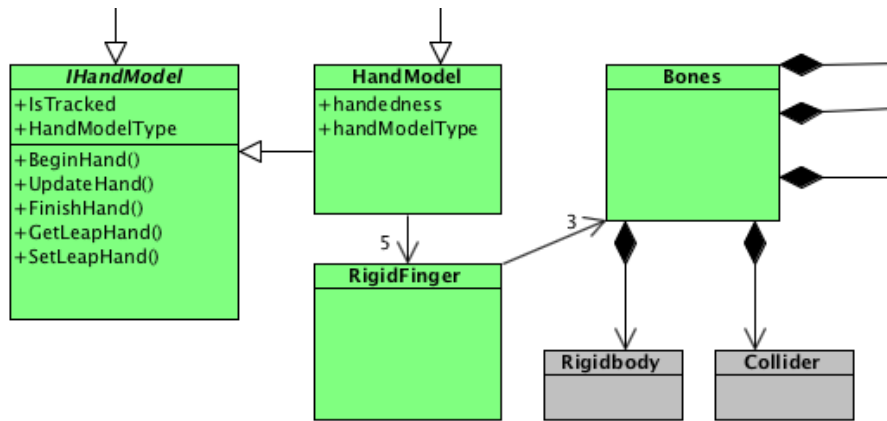 IHandModel
+IsTracked
+HandModelType
+BeginHand()
+UpdateHand()
+FinishHand()
+GetLeapHand()
+SetLeapHand()
HandModel
+handedness
+handModelType
5
RigidFinger
3
Bones
Rigidbody
Collider